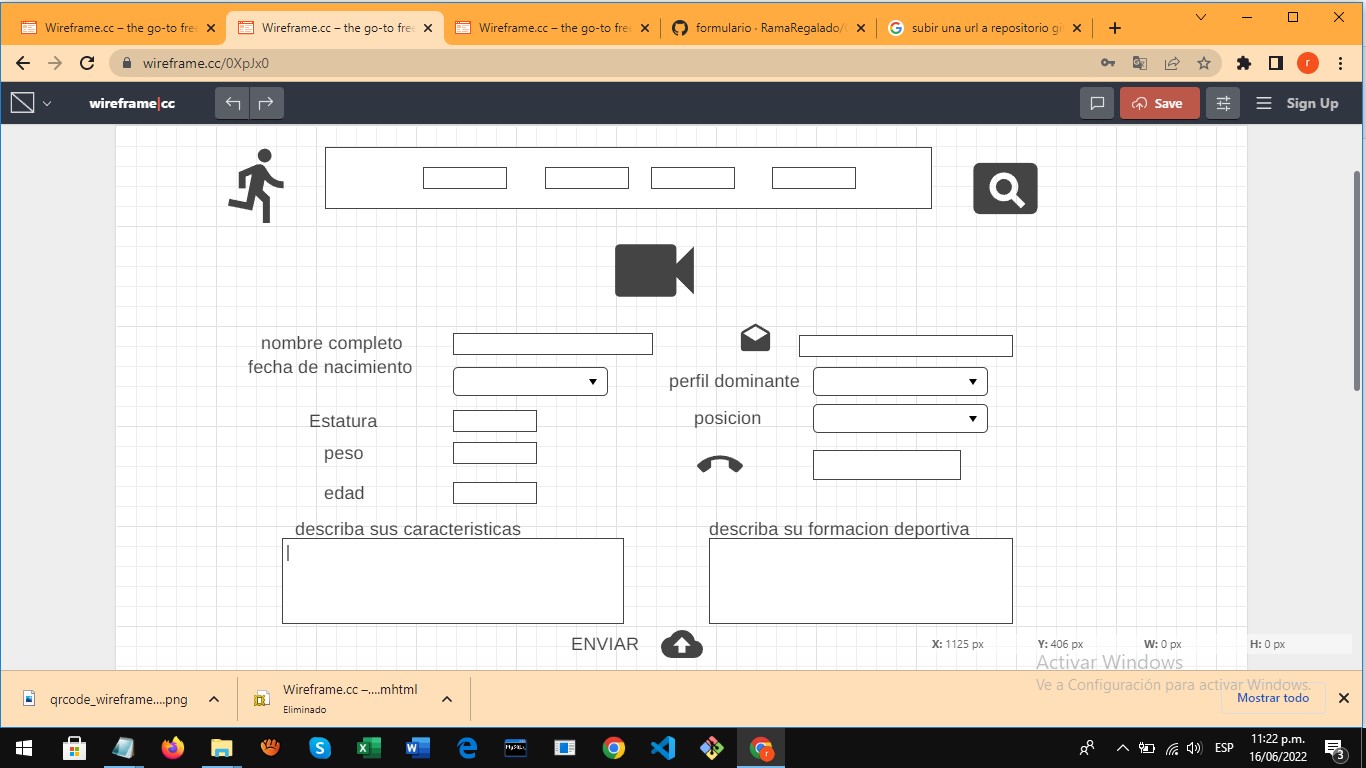 Wireframe.cc – the go-to fre
Wireframe.cc – the go-to free
Wireframe.cc – the go-to fre
formulario · RamaRegalado/
subir una url a repositorio gi
wireframe.cc/0XpJx0
r
wireframe|cc
Save
Sign Up
nombre completo
fecha de nacimiento
perfil dominante
Estatura
posicion
peso
edad
describa sus caracteristicas
describa su formacion deportiva
ENVIAR
X: 1125 px
Y: 406 px
W: 0 px
H: 0 px
Activar Windows
Ve a Configuración para activar Windows.
qrcode_wireframe....png
Wireframe.cc –....mhtml
Eliminado
Mostrar todo
ESP
11:22 p.m.
16/06/2022
3